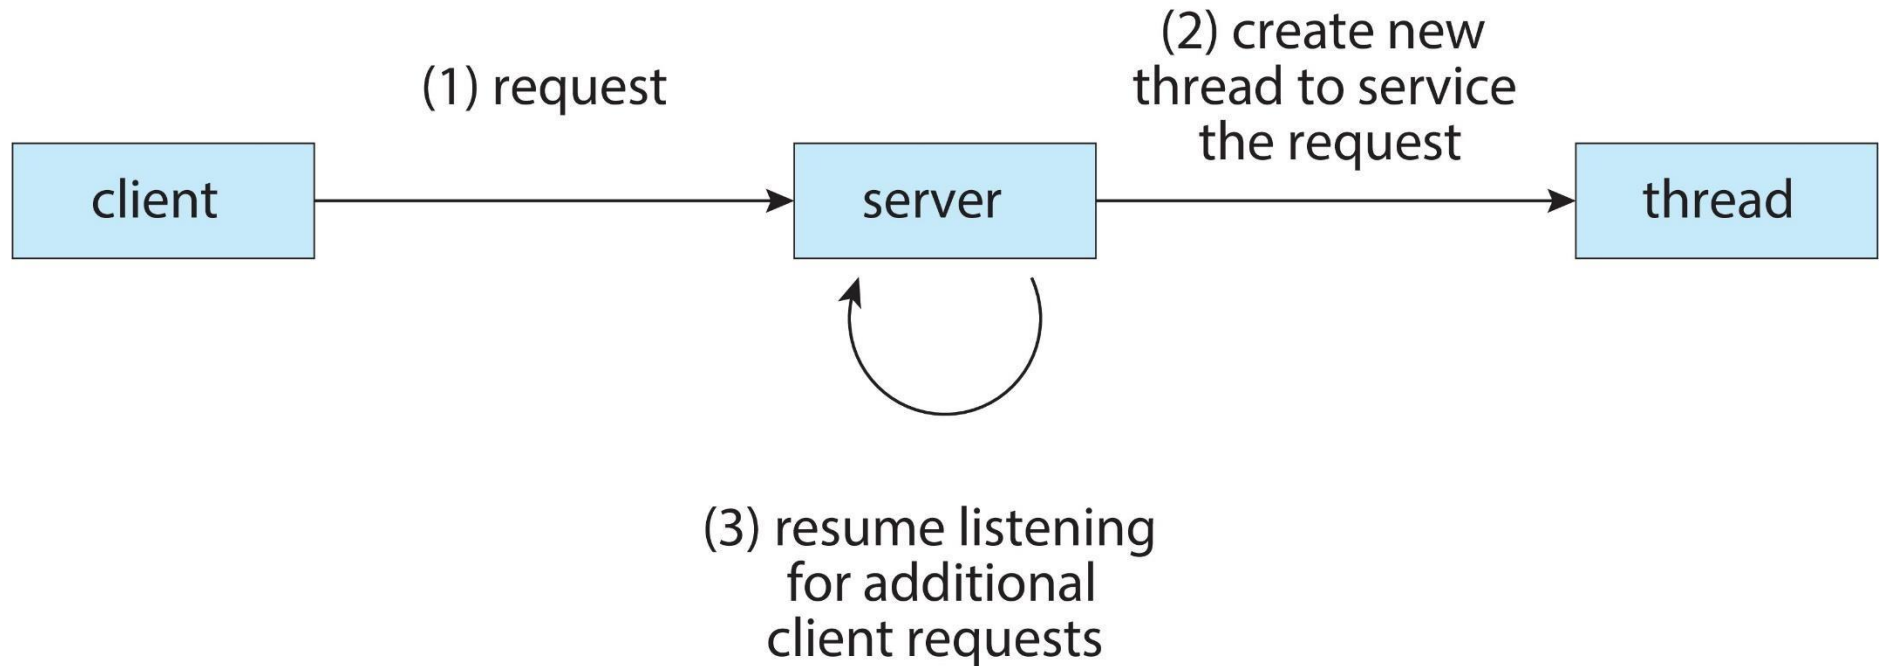 (1) request
(2) create new
thread to service
the request
client
server
thread
(3) resume listening
for additional
client requests